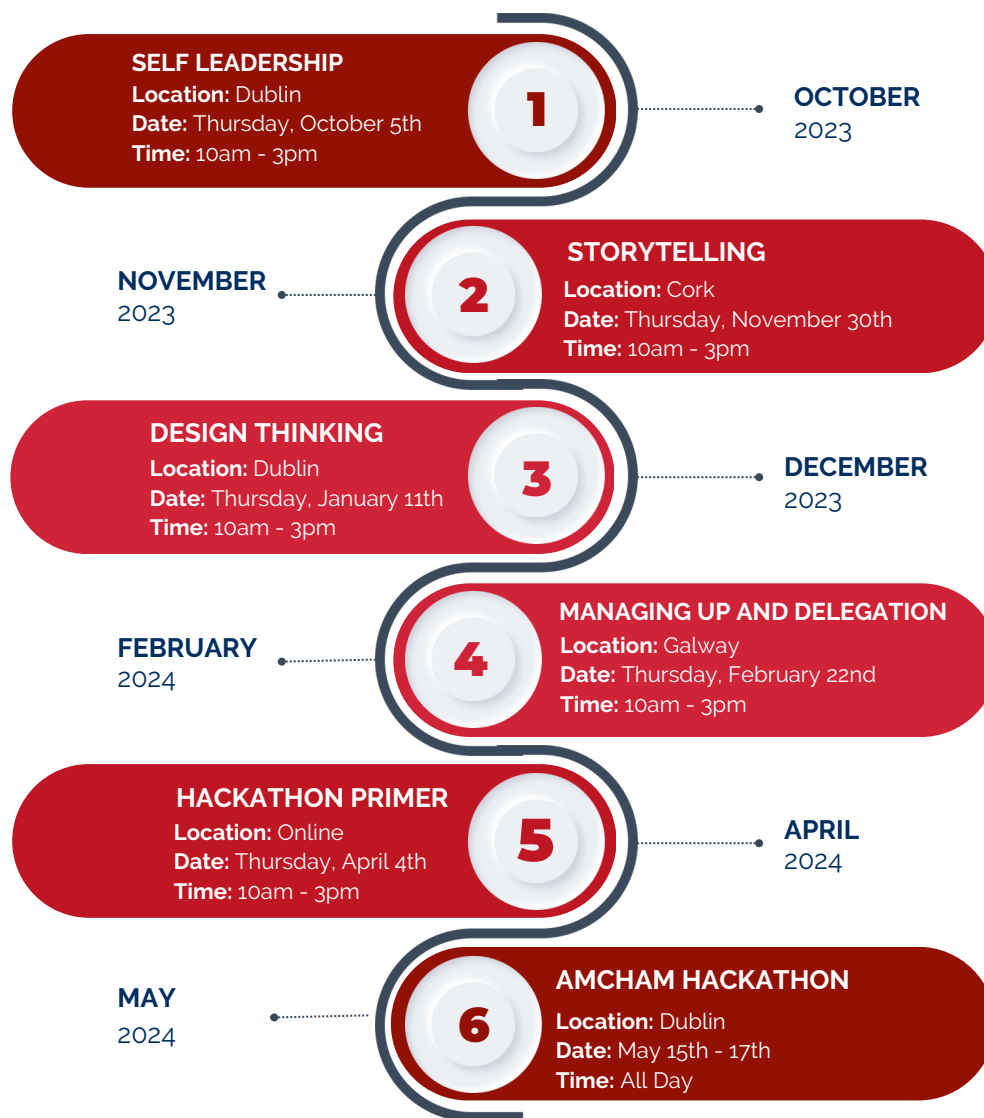 SELF LEADERSHIP
Location: Dublin
Date: Thursday, October 5th
Time: 10am - 3pm
1
OCTOBER
2023
NOVEMBER
2023
2
STORYTELLING
Location: Cork
Date: Thursday, November 30th
Time: 10am - 3pm
DESIGN THINKING
Location: Dublin
Date: Thursday, January 11th
Time: 10am - 3pm
3
DECEMBER
2023
FEBRUARY
2024
4
MANAGING UP AND DELEGATION
Location: Galway
Date: Thursday, February 22nd
Time: 10am - 3pm
HACKATHON PRIMER
Location: Online
Date: Thursday, April 4th
Time: 10am - 3pm
5
APRIL
2024
MAY
2024
6
AMCHAM HACKATHON
Location: Dublin
Date: May 15th - 17th
Time: All Day